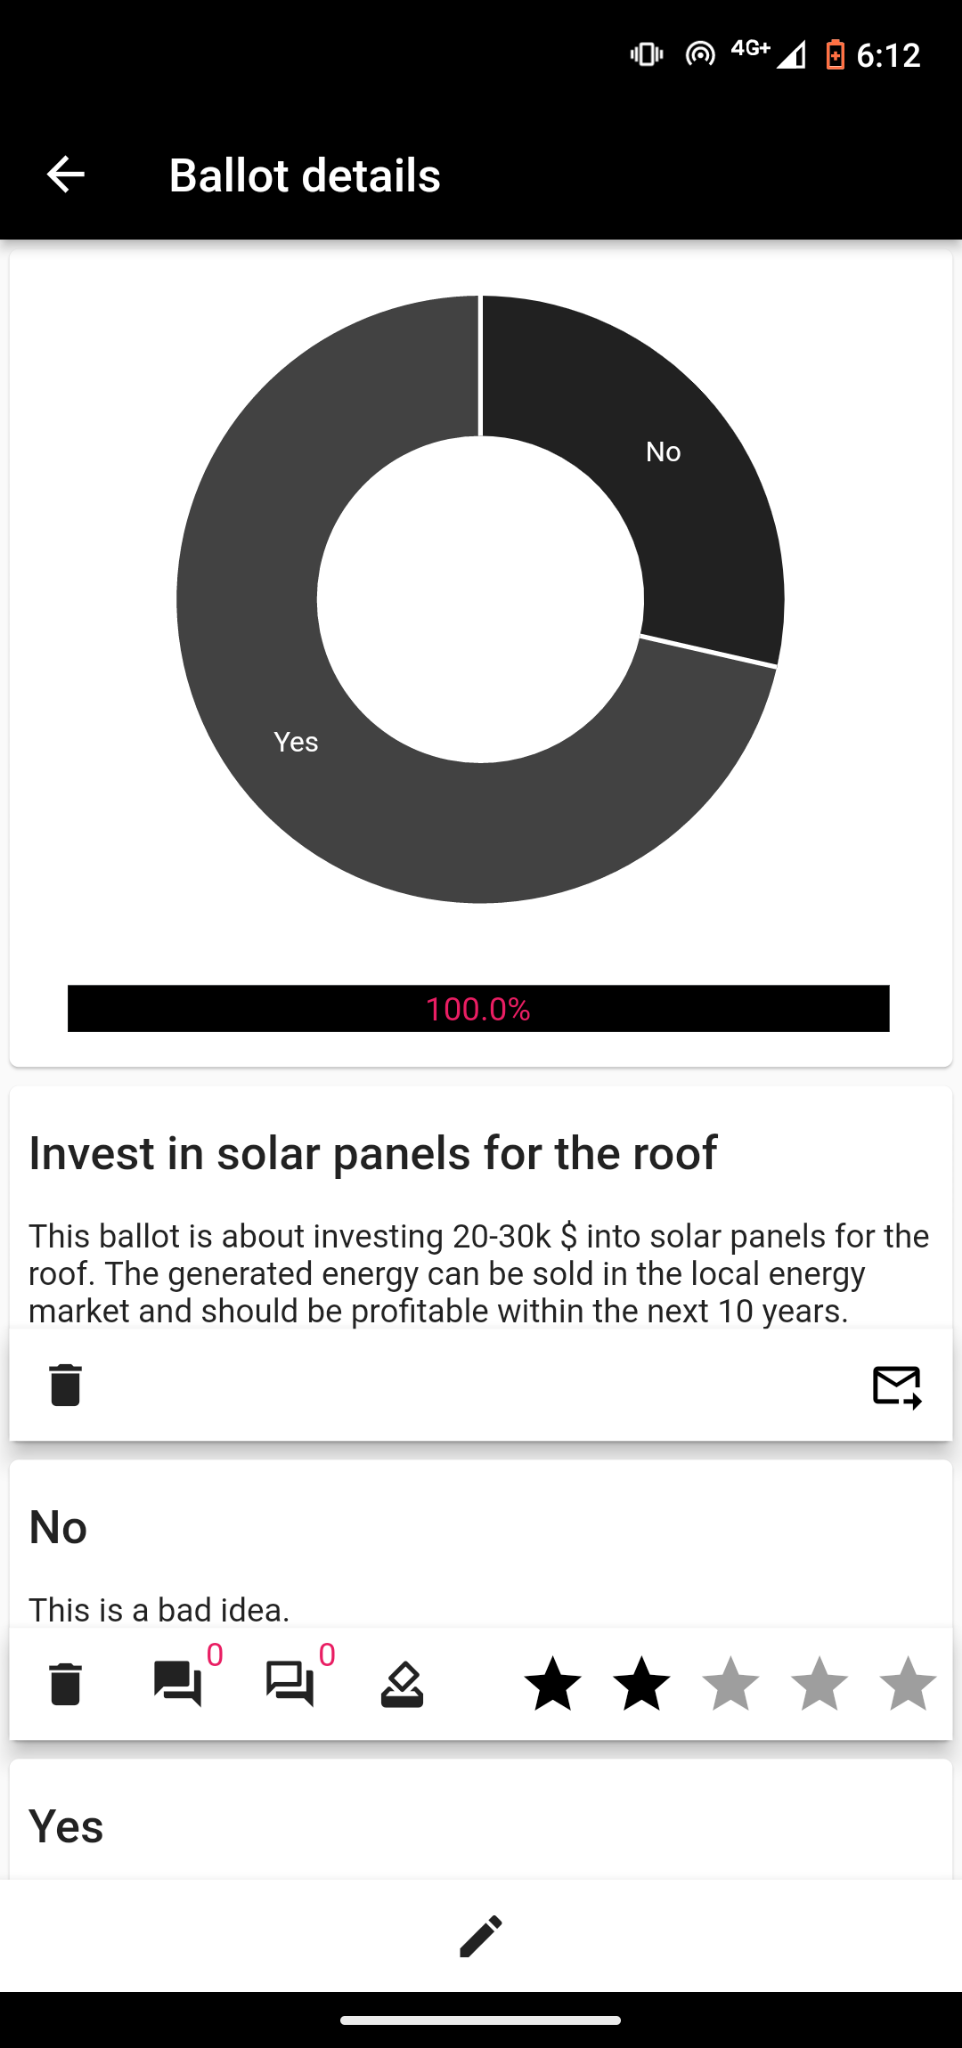 4G+ 6:12
Ballot details
No
Yes
100.0%
Invest in solar panels for the roof
This ballot is about investing 20-30k $ into solar panels for the
roof. The generated energy can be sold in the local energy
market and should be profitable within the next 10 years.
No
This is a bad idea.
0 0
Yes